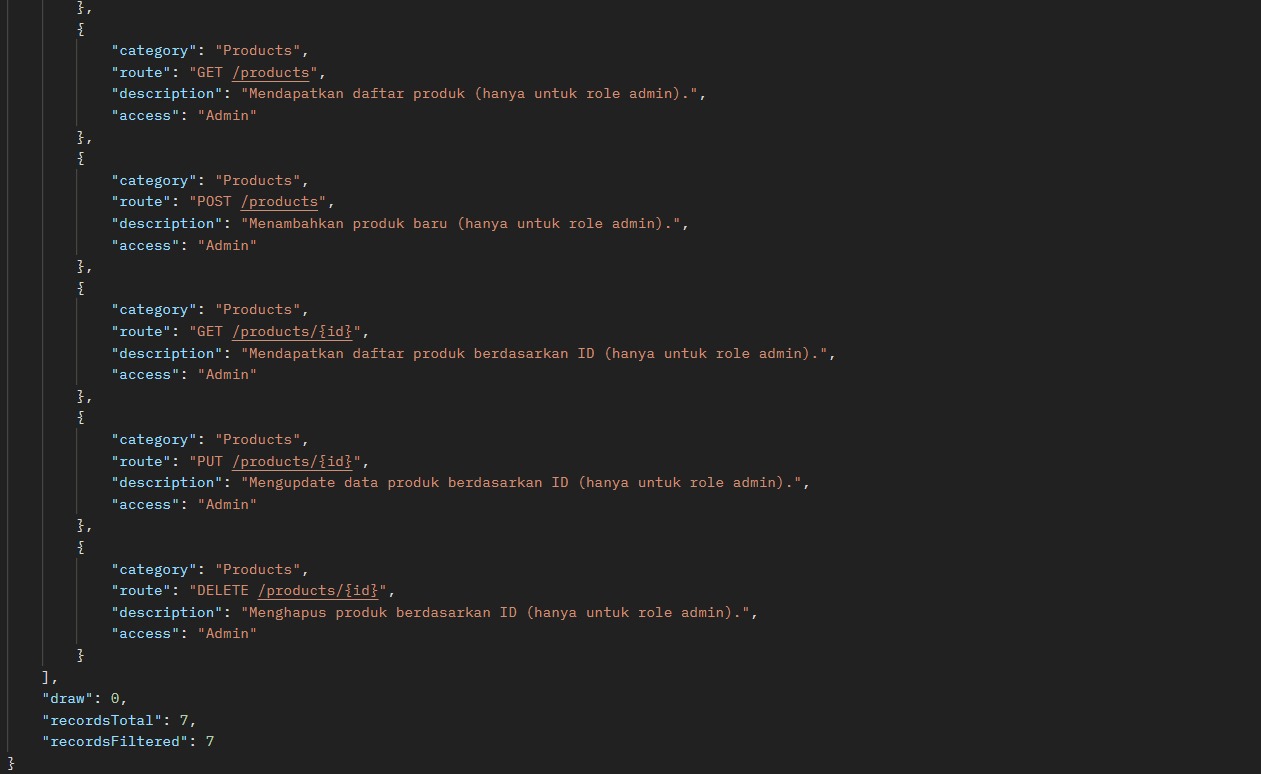 },
{
"category": "Products",
"route": "GET /products",
"description": "Mendapatkan daftar produk (hanya untuk role admin).",
"access": "Admin"
},
{
"category": "Products",
"route": "POST /products",
"description": "Menambahkan produk baru (hanya untuk role admin).",
"access": "Admin"
},
{
"category": "Products",
"route": "GET /products/{id}",
"description": "Mendapatkan daftar produk berdasarkan ID (hanya untuk role admin).",
"access": "Admin"
},
{
"category": "Products",
"route": "PUT /products/{id}",
"description": "Mengupdate data produk berdasarkan ID (hanya untuk role admin).",
"access": "Admin"
},
{
"category": "Products",
"route": "DELETE /products/{id}",
"description": "Menghapus produk berdasarkan ID (hanya untuk role admin).",
"access": "Admin"
}
],
"draw": 0,
"recordsTotal": 7,
"recordsFiltered": 7
}